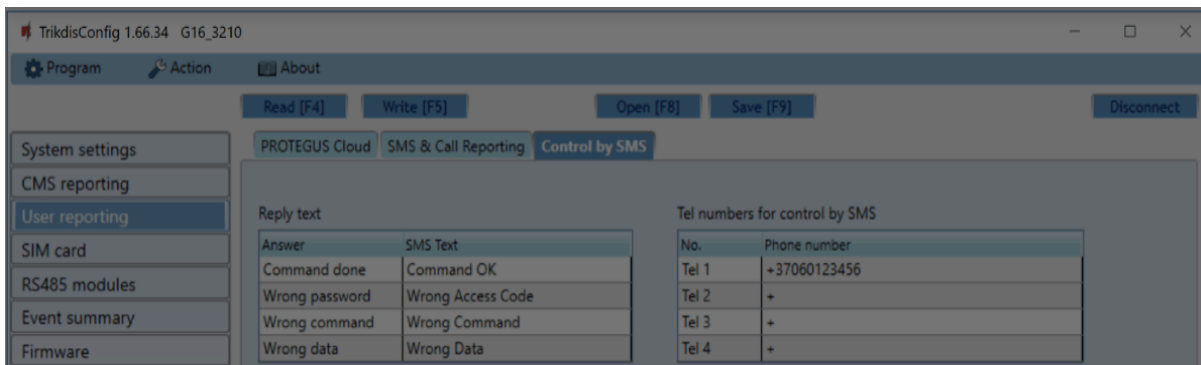 TrikdisConfig 1.66.34 G16_3210
Program Action About
Read [F4] Write [F5] Open [F8] Save [F9] Disconnect
System settings
CMS reporting
User reporting
SIM card
RS485 modules
Event summary
Firmware
PROTEGUS Cloud SMS & Call Reporting Control by SMS
Reply text
Answer SMS Text
Command done Command OK
Wrong password Wrong Access Code
Wrong command Wrong Command
Wrong data Wrong Data
Tel numbers for control by SMS
No. Phone number
Tel 1 +37060123456
Tel 2 +
Tel 3 +
Tel 4 +